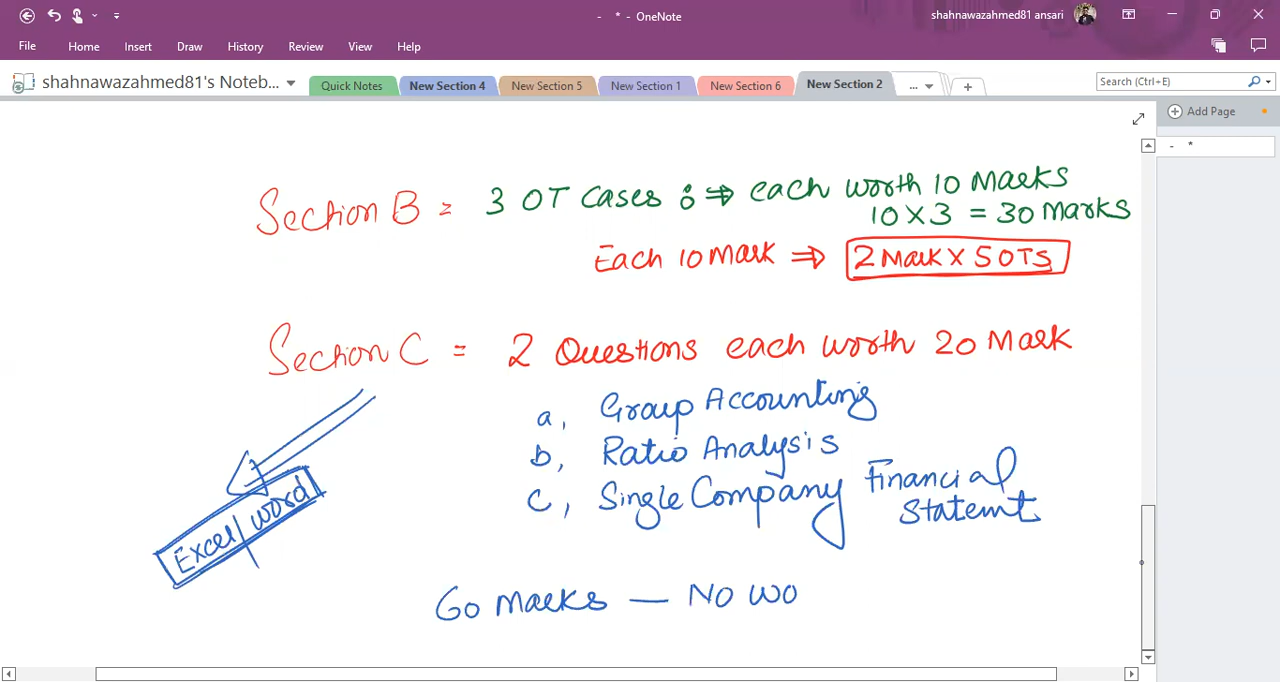 - * - OneNote
shahnawazahmed81 ansari
File Home Insert Draw History Review View Help
shahnawazahmed81's Noteb...
Quick Notes New Section 4 New Section 5 New Section 1 New Section 6 New Section 2 ...
Search (Ctrl+E)
Add Page
- *
Section B = 3 OT Cases : ⇒ each worth 10 Marks
10 X 3 = 30 Marks
Each 10 Mark ⇒ 2 Mark X 5 OTS
Section C = 2 Questions each worth 20 Mark
a, Group Accounting
b, Ratio Analysis
c, Single Company Financial
Statemt
Excel/word
60 Marks — No wo